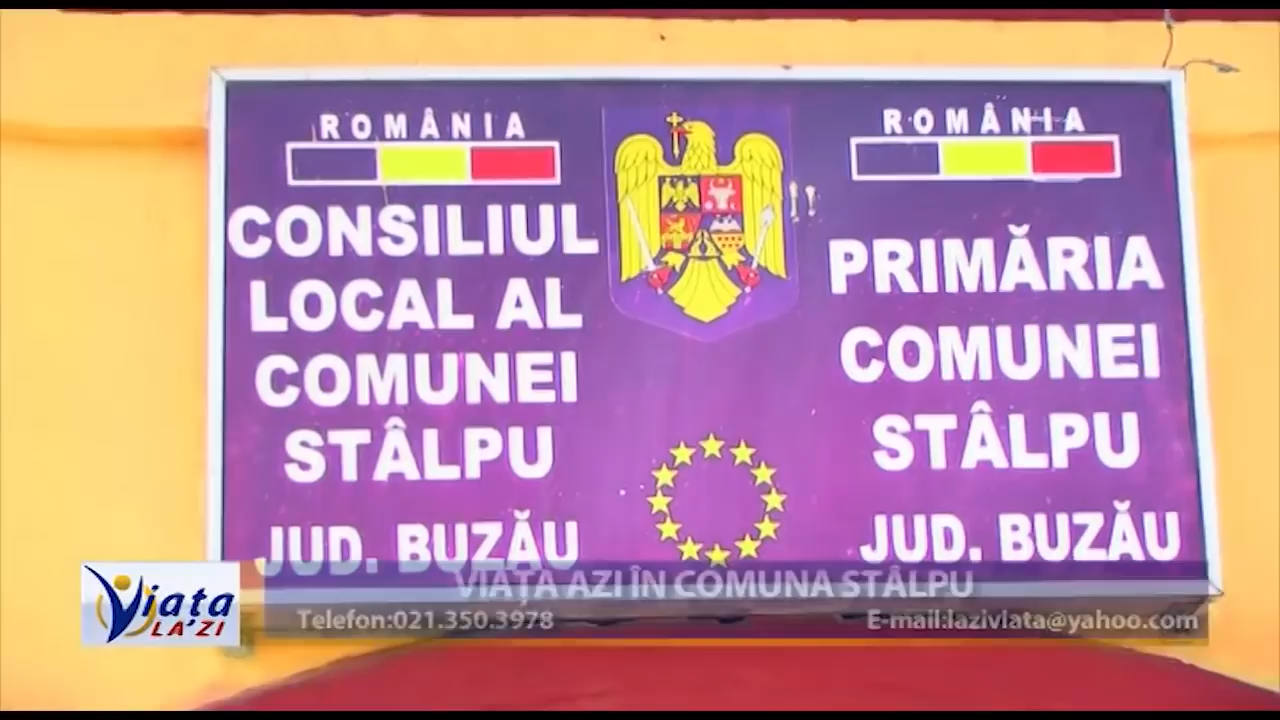 ROMÂNIA
CONSILIUL
LOCAL AL
COMUNEI
STÂLPU
JUD. BUZĂU
ROMÂNIA
PRIMĂRIA
COMUNEI
STÂLPU
JUD. BUZĂU
Viața
LA'ZI
VIAȚA AZI ÎN COMUNA STÂLPU
Telefon:021.350.3978
E-mail:lazivlata@yahoo.com